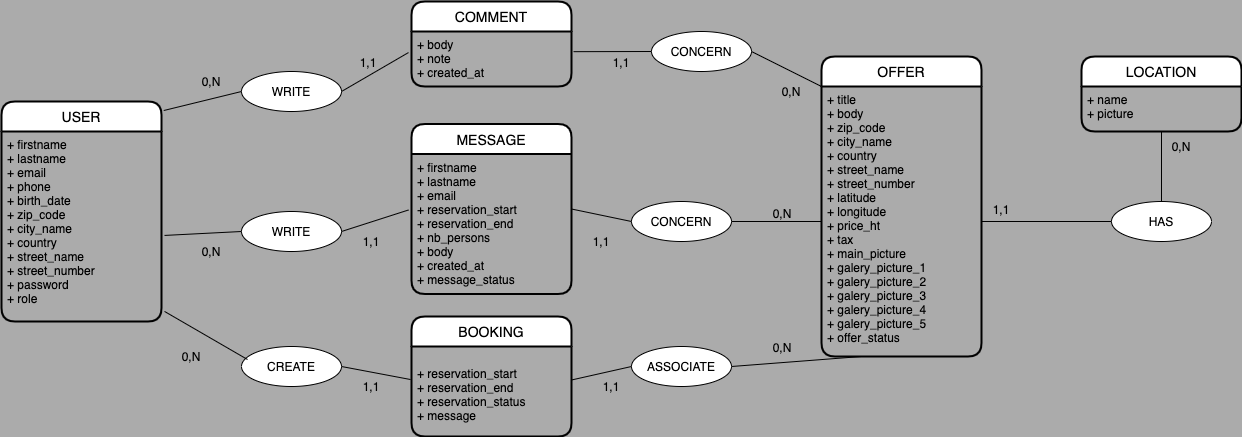 USER
+ firstname
+ lastname
+ email
+ phone
+ birth_date
+ zip_code
+ city_name
+ country
+ street_name
+ street_number
+ password
+ role
0,N
WRITE
1,1
COMMENT
+ body
+ note
+ created_at
1,1
CONCERN
0,N
0,N
WRITE
1,1
MESSAGE
+ firstname
+ lastname
+ email
+ reservation_start
+ reservation_end
+ nb_persons
+ body
+ created_at
+ message_status
1,1
CONCERN
0,N
0,N
CREATE
1,1
BOOKING
+ reservation_start
+ reservation_end
+ reservation_status
+ message
1,1
ASSOCIATE
0,N
OFFER
+ title
+ body
+ zip_code
+ city_name
+ country
+ street_name
+ street_number
+ latitude
+ longitude
+ price_ht
+ tax
+ main_picture
+ galery_picture_1
+ galery_picture_2
+ galery_picture_3
+ galery_picture_4
+ galery_picture_5
+ offer_status
1,1
HAS
0,N
LOCATION
+ name
+ picture